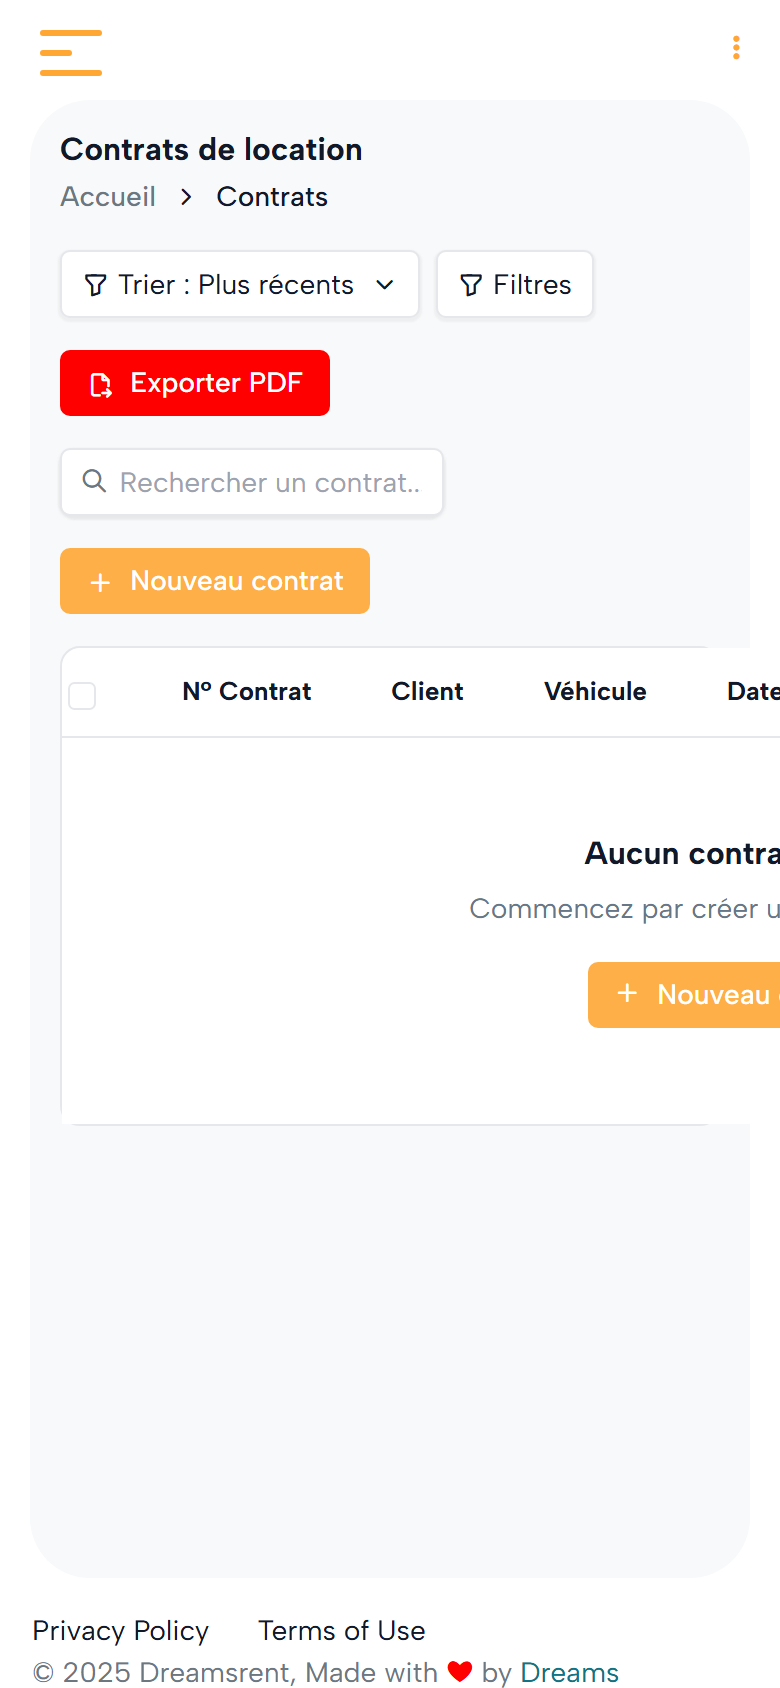 Contrats de location
Accueil > Contrats
Trier : Plus récents Filtres
Exporter PDF
Rechercher un contrat..
+ Nouveau contrat
Nº Contrat Client Véhicule Date
Aucun contra
Commencez par créer u
+ Nouveau
Privacy Policy Terms of Use
© 2025 Dreamsrent, Made with ❤ by Dreams